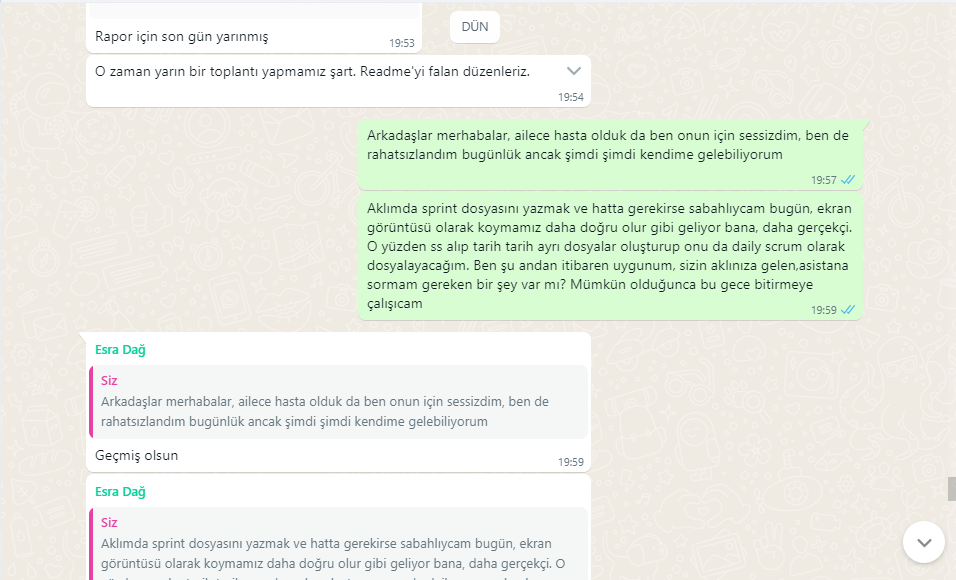 DÜN
Rapor için son gün yarınmış
19:53
O zaman yarın bir toplantı yapmamız şart. Readme'yi falan düzenleriz.
19:54
Arkadaşlar merhabalar, ailece hasta olduk da ben onun için sessizdim, ben de
rahatsızlandım bugünlük ancak şimdi şimdi kendime gelebiliyorum
19:57
Aklımda sprint dosyasını yazmak ve hatta gerekirse sabahlıycam bugün, ekran
görüntüsü olarak koymamız daha doğru olur gibi geliyor bana, daha gerçekçi.
O yüzden ss alıp tarih tarih ayrı dosyalar oluşturup onu da daily scrum olarak
dosyalayacağım. Ben şu andan itibaren uygunum, sizin aklınıza gelen,asistana
sormam gereken bir şey var mı? Mümkün olduğunca bu gece bitirmeye
çalışıcam
19:59
Esra Dağ
Siz
Arkadaşlar merhabalar, ailece hasta olduk da ben onun için sessizdim, ben de
rahatsızlandım bugünlük ancak şimdi şimdi kendime gelebiliyorum
Geçmiş olsun
19:59
Esra Dağ
Siz
Aklımda sprint dosyasını yazmak ve hatta gerekirse sabahlıycam bugün, ekran
görüntüsü olarak koymamız daha doğru olur gibi geliyor bana, daha gerçekçi. O